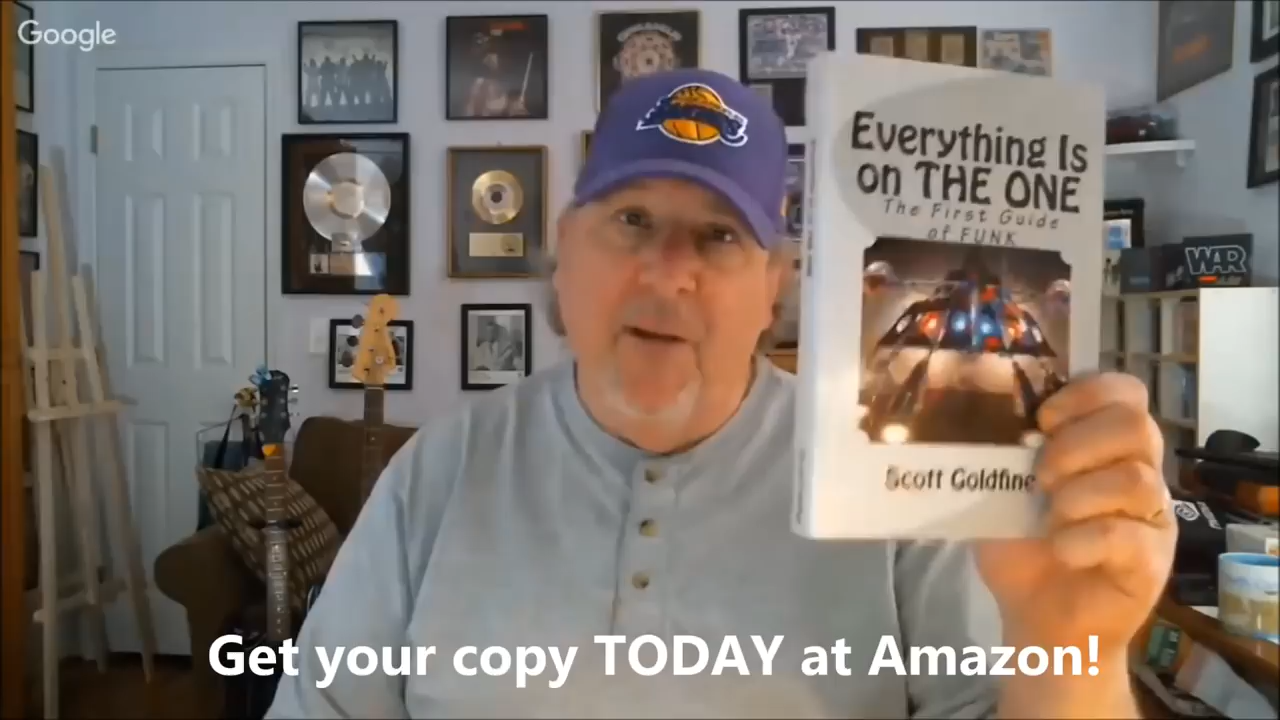 Google
Everything Is
on THE ONE
The First Guide
of FUNK
WAR
Scott Goldfine
Get your copy TODAY at Amazon!